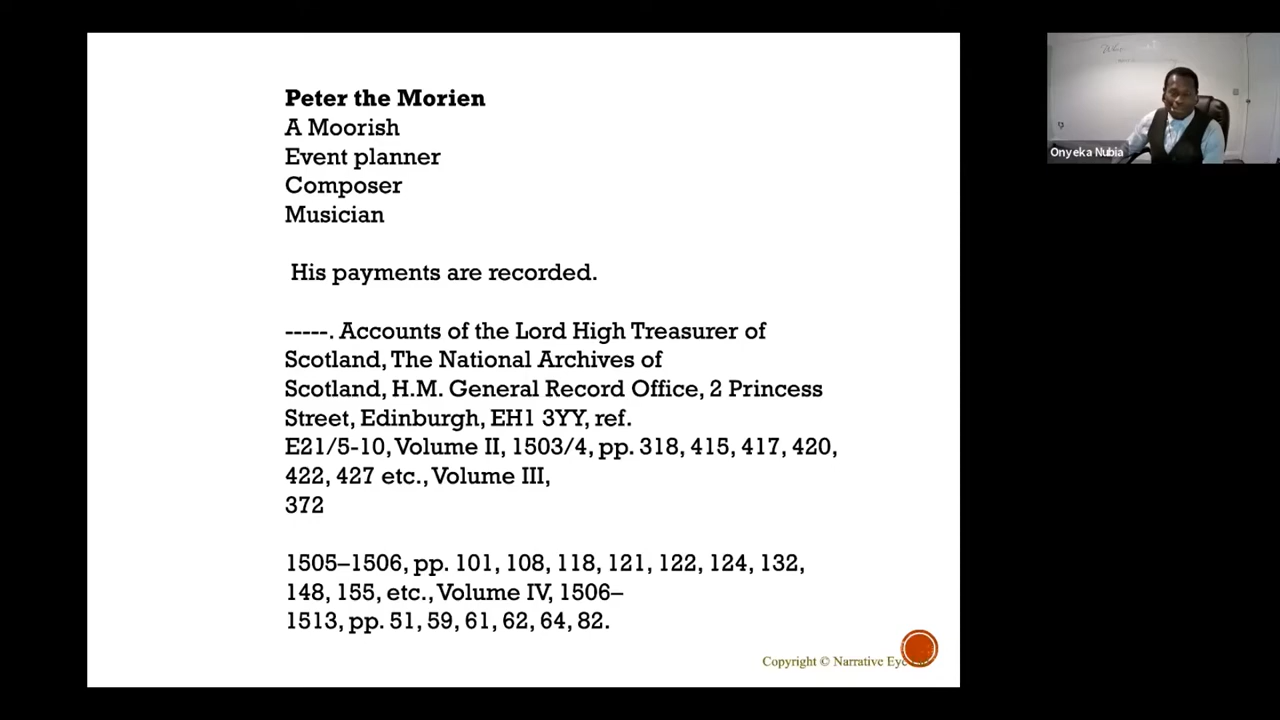 Peter the Morien
A Moorish
Event planner
Composer
Musician
His payments are recorded.
-----. Accounts of the Lord High Treasurer of
Scotland, The National Archives of
Scotland, H.M. General Record Office, 2 Princess
Street, Edinburgh, EH1 3YY, ref.
E21/5-10, Volume II, 1503/4, pp. 318, 415, 417, 420,
422, 427 etc., Volume III,
372
1505–1506, pp. 101, 108, 118, 121, 122, 124, 132,
148, 155, etc., Volume IV, 1506–
1513, pp. 51, 59, 61, 62, 64, 82.
Copyright © Narrative Eye
Onyeka Nubia